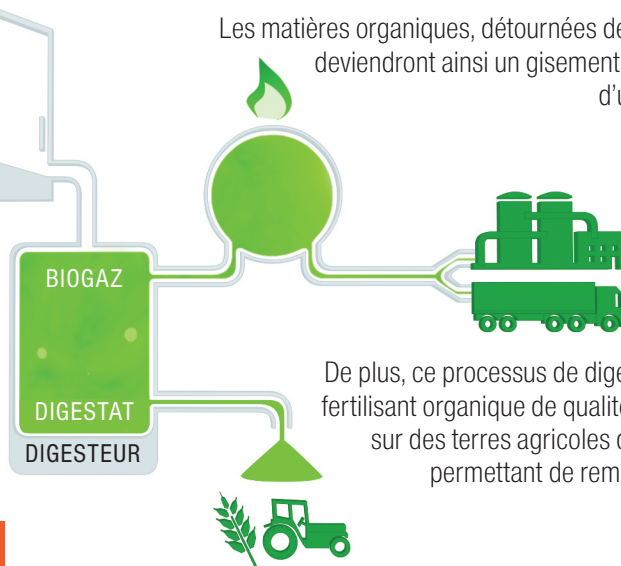 Les matières organiques, détournées de
deviendront ainsi un gisement
d'u
BIOGAZ
DIGESTAT
DIGESTEUR
De plus, ce processus de dige
fertilisant organique de qualité
sur des terres agricoles
permettant de rem